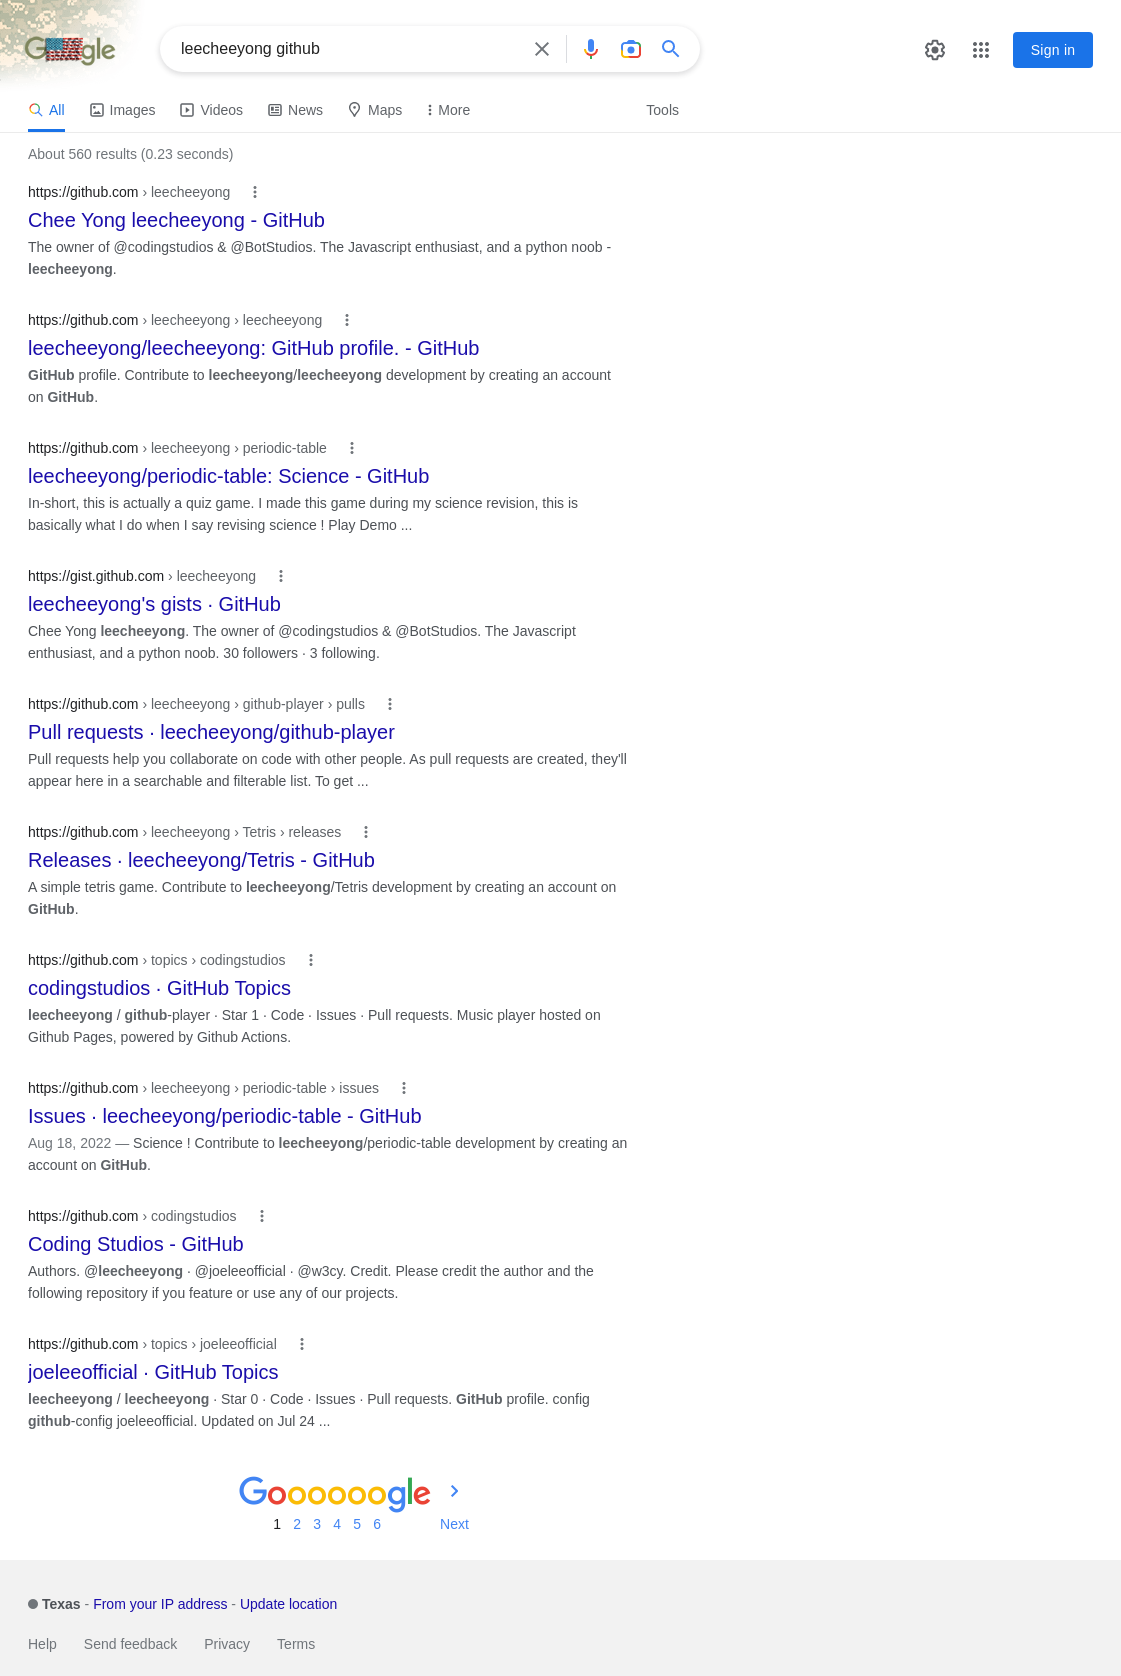 Google
leecheeyong github
Sign in
All Images Videos News Maps More Tools
About 560 results (0.23 seconds)
https://github.com › leecheeyong
Chee Yong leecheeyong - GitHub
The owner of @codingstudios & @BotStudios. The Javascript enthusiast, and a python noob -
leecheeyong.
https://github.com › leecheeyong › leecheeyong
leecheeyong/leecheeyong: GitHub profile. - GitHub
GitHub profile. Contribute to leecheeyong/leecheeyong development by creating an account
on GitHub.
https://github.com › leecheeyong › periodic-table
leecheeyong/periodic-table: Science - GitHub
In-short, this is actually a quiz game. I made this game during my science revision, this is
basically what I do when I say revising science ! Play Demo ...
https://gist.github.com › leecheeyong
leecheeyong's gists · GitHub
Chee Yong leecheeyong. The owner of @codingstudios & @BotStudios. The Javascript
enthusiast, and a python noob. 30 followers · 3 following.
https://github.com › leecheeyong › github-player › pulls
Pull requests · leecheeyong/github-player
Pull requests help you collaborate on code with other people. As pull requests are created, they'll
appear here in a searchable and filterable list. To get ...
https://github.com › leecheeyong › Tetris › releases
Releases · leecheeyong/Tetris - GitHub
A simple tetris game. Contribute to leecheeyong/Tetris development by creating an account on
GitHub.
https://github.com › topics › codingstudios
codingstudios · GitHub Topics
leecheeyong / github-player · Star 1 · Code · Issues · Pull requests. Music player hosted on
Github Pages, powered by Github Actions.
https://github.com › leecheeyong › periodic-table › issues
Issues · leecheeyong/periodic-table - GitHub
Aug 18, 2022 — Science ! Contribute to leecheeyong/periodic-table development by creating an
account on GitHub.
https://github.com › codingstudios
Coding Studios - GitHub
Authors. @leecheeyong · @joeleeofficial · @w3cy. Credit. Please credit the author and the
following repository if you feature or use any of our projects.
https://github.com › topics › joeleeofficial
joeleeofficial · GitHub Topics
leecheeyong / leecheeyong · Star 0 · Code · Issues · Pull requests. GitHub profile. config
github-config joeleeofficial. Updated on Jul 24 ...
Goooooogle
1 2 3 4 5 6 Next
Texas - From your IP address - Update location
Help Send feedback Privacy Terms